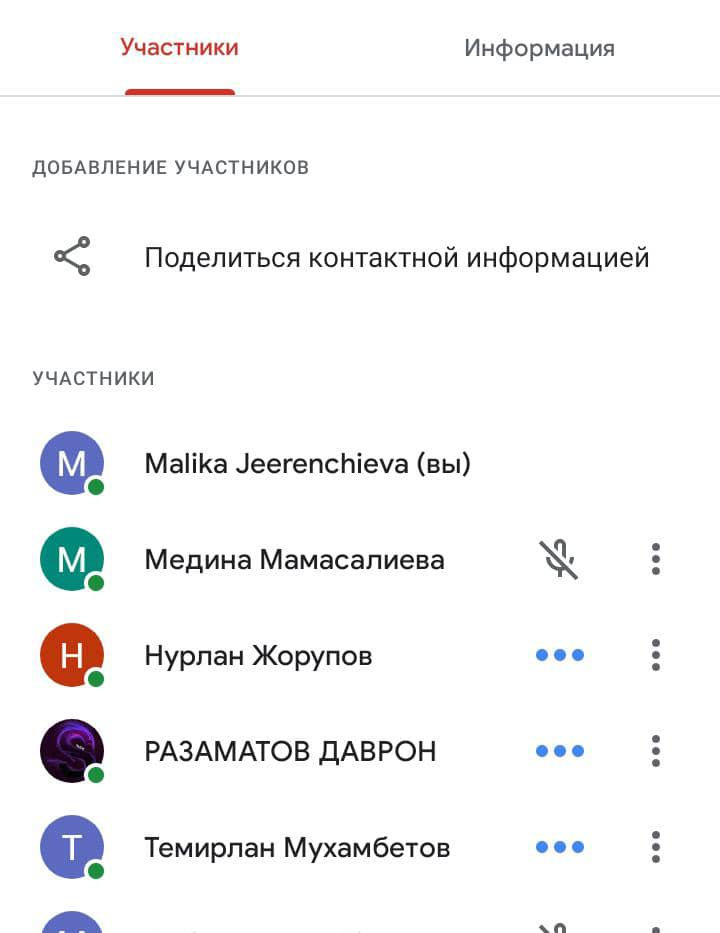 Участники
Информация
ДОБАВЛЕНИЕ УЧАСТНИКОВ
Поделиться контактной информацией
УЧАСТНИКИ
M
Malika Jeerenchieva (вы)
М
Медина Мамасалиева
Н
Нурлан Жорупов
РАЗАМАТОВ ДАВРОН
Т
Темирлан Мухамбетов